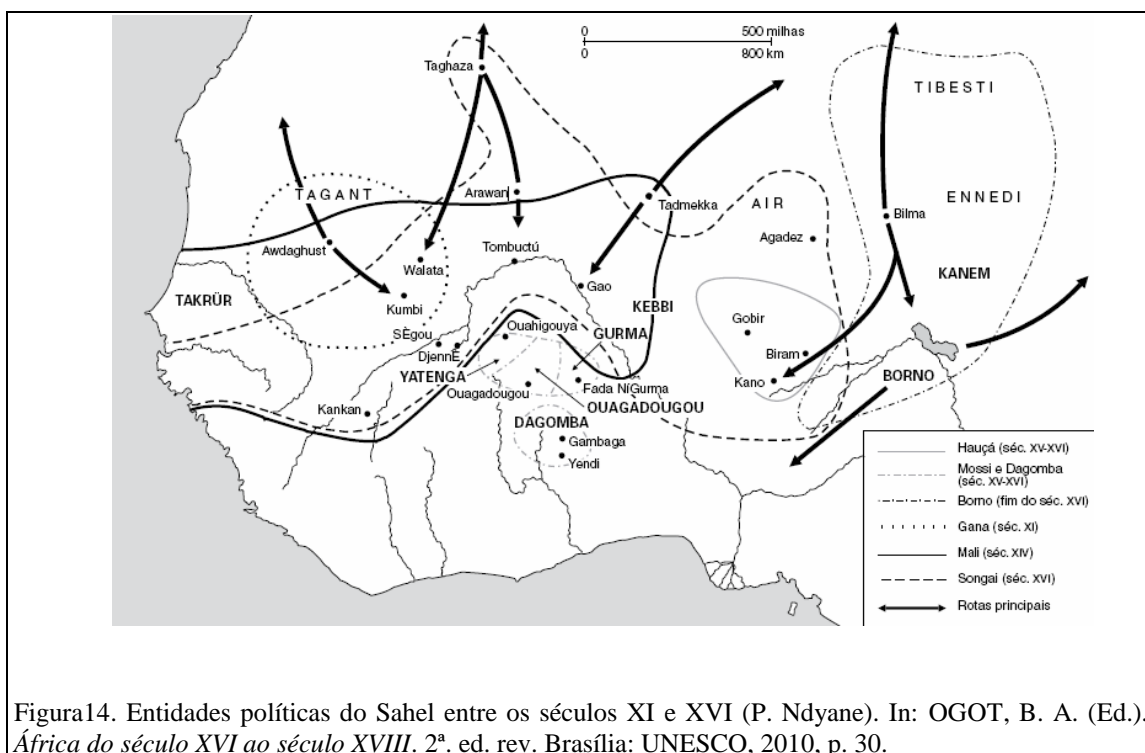 0 500 milhas
0 800 km
Taghaza
TIBESTI
TAGANT
Arawan
Tadmekka
AIR
ENNEDI
Bilma
Awdaghust
Walata
Tombuctú
Agadez
KANEM
TAKRÜR
Kumbi
Gao
KEBBI
SÈgou
DjennÈ
Ouahigouya
GURMA
Gobir
Biram
YATENGA
Ouagadougou
Fada NíGurma
Kano
BORNO
Kankan
OUAGADOUGOU
DAGOMBA
Gambaga
Yendi
Hauçá (séc. XV-XVI)
Mossi e Dagomba
(séc. XV-XVI)
Borno (fim do séc. XVI)
Gana (séc. XI)
Mali (séc. XIV)
Songai (séc. XVI)
Rotas principais
Figura14. Entidades políticas do Sahel entre os séculos XI e XVI (P. Ndyane). In: OGOT, B. A. (Ed.).
África do século XVI ao século XVIII. 2ª. ed. rev. Brasília: UNESCO, 2010, p. 30.